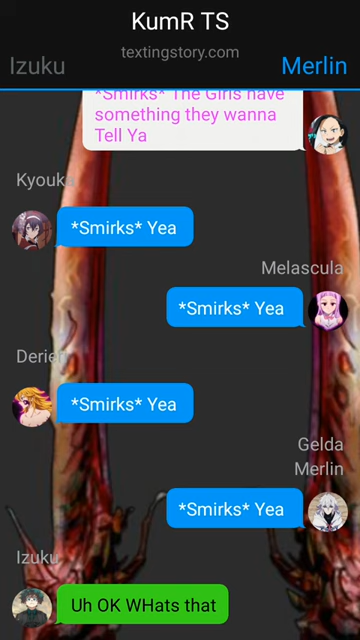 KumR TS
textingstory.com
Izuku
Merlin
*Smirks* The Girls have
something they wanna
Tell Ya
Kyouka
*Smirks* Yea
Melascula
*Smirks* Yea
Derieri
*Smirks* Yea
Gelda
Merlin
*Smirks* Yea
Izuku
Uh OK WHats that